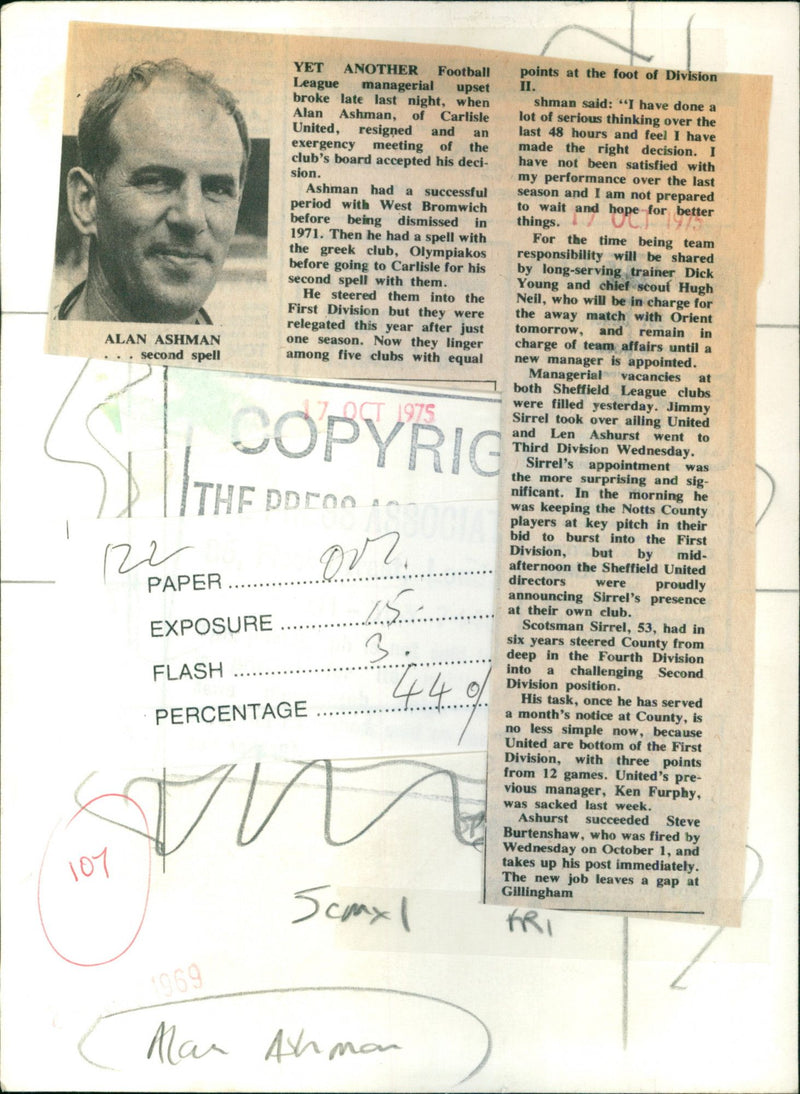 YET ANOTHER Football
League managerial upset
broke late last night, when
Alan Ashman, of Carlisle
United, resigned and an
exergency meeting of the
club's board accepted his deci-
sion.
Ashman had a successful
period with West Bromwich
before being dismissed in
1971. Then he had a spell with
the greek club, Olympiakos
before going to Carlisle for his
second spell with them.
He steered them into the
First Division but they were
relegated this year after just
one season. Now they linger
among five clubs with equal
points at the foot of Division
II.
shman said: "I have done a
lot of serious thinking over the
last 48 hours and feel I have
made the right decision. I
have not been satisfied with
my performance over the last
season and I am not prepared
to wait and hope for better
things.
17 OCT 1975
For the time being team
responsibility will be shared
by long-serving trainer Dick
Young and chief scout Hugh
Neil, who will be in charge for
the away match with Orient
tomorrow, and remain in
charge of team affairs until a
new manager is appointed.
Managerial vacancies at
both Sheffield League clubs
were filled yesterday. Jimmy
Sirrel took over ailing United
and Len Ashurst went to
Third Division Wednesday.
Sirrel's appointment was
the more surprising and sig-
nificant. In the morning he
was keeping the Notts County
players at key pitch in their
bid to burst into the First
Division, but by mid-
afternoon the Sheffield United
directors were proudly
announcing Sirrel's presence
at their own club.
Scotsman Sirrel, 53, had in
six years steered County from
deep in the Fourth Division
into a challenging Second
Division position.
His task, once he has served
a month's notice at County, is
no less simple now, because
United are bottom of the First
Division, with three points
from 12 games. United's pre-
vious manager, Ken Furphy,
was sacked last week.
Ashurst succeeded Steve
Burtenshaw, who was fired by
Wednesday on October 1, and
takes up his post immediately.
The new job leaves a gap at
Gillingham
ALAN ASHMAN
. . . second spell
17 OCT 1975
COPYRIG
THE PRESS ASSOCIAT
PAPER
EXPOSURE 15.
FLASH 3.
PERCENTAGE 44%
107
5cmx1
FRI
1969
Alan Ashman